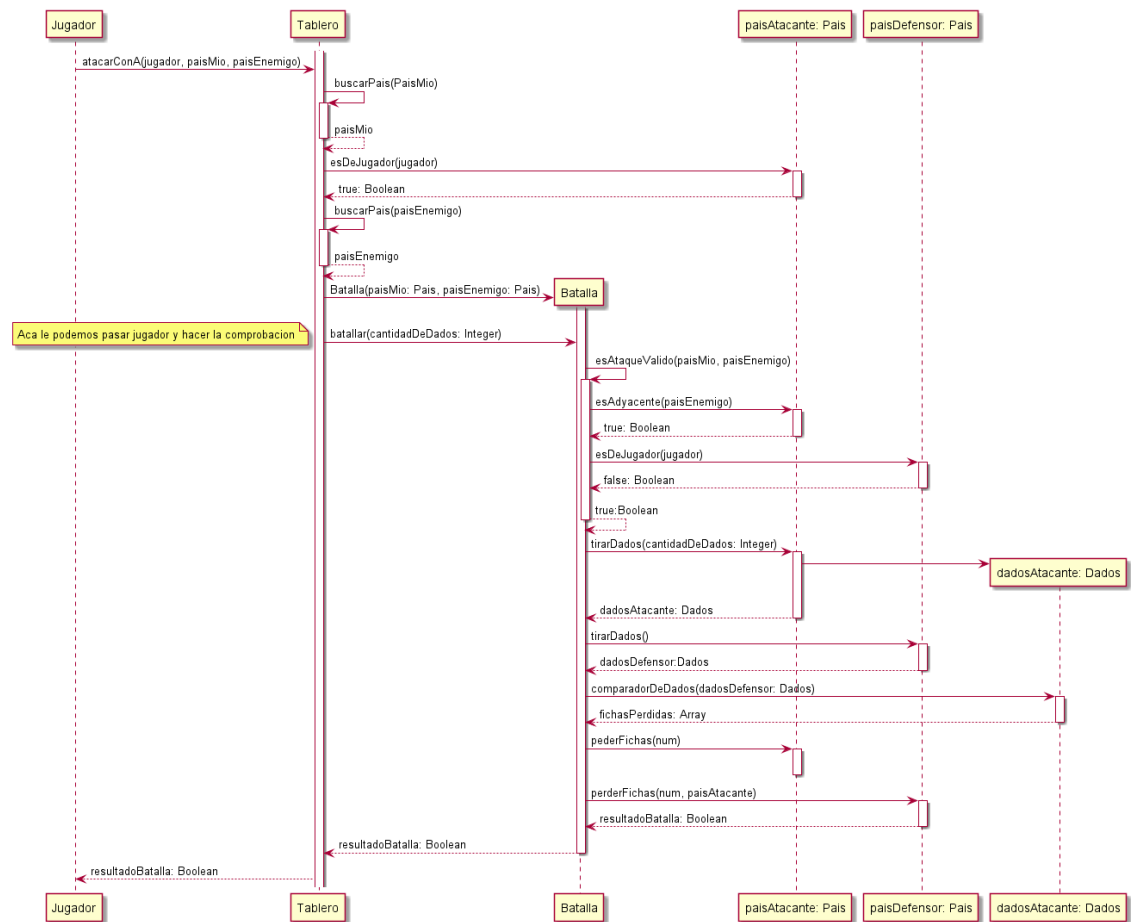 Jugador
Tablero
paisAtacante: Pais
paisDefensor: Pais
atacarConA(jugador, paisMio, paisEnemigo)
buscarPais(PaisMio)
paisMio
esDeJugador(jugador)
true: Boolean
buscarPais(paisEnemigo)
paisEnemigo
Batalla(paisMio: Pais, paisEnemigo: Pais)
Batalla
Aca le podemos pasar jugador y hacer la comprobacion
batallar(cantidadDeDados: Integer)
esAtaqueValido(paisMio, paisEnemigo)
esAdyacente(paisEnemigo)
true: Boolean
esDeJugador(jugador)
false: Boolean
true:Boolean
tirarDados(cantidadDeDados: Integer)
dadosAtacante: Dados
dadosAtacante: Dados
tirarDados()
dadosDefensor:Dados
comparadorDeDados(dadosDefensor: Dados)
fichasPerdidas: Array
pederFichas(num)
perderFichas(num, paisAtacante)
resultadoBatalla: Boolean
resultadoBatalla: Boolean
resultadoBatalla: Boolean
Jugador
Tablero
Batalla
paisAtacante: Pais
paisDefensor: Pais
dadosAtacante: Dados